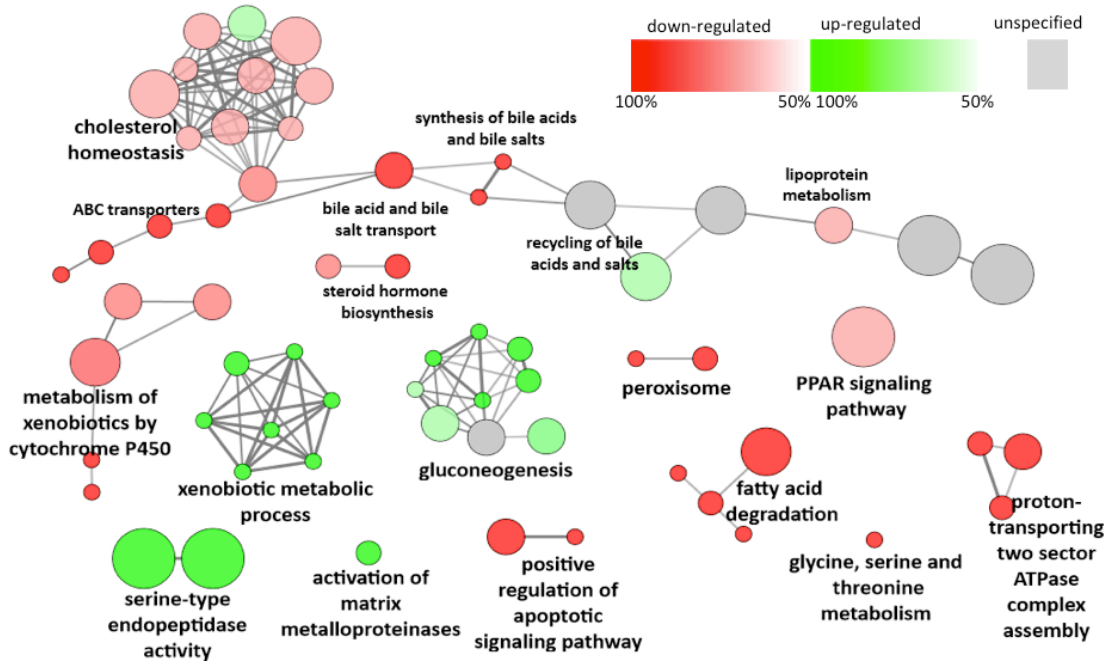 down-regulated
up-regulated
unspecified
100%
50%
100%
50%
cholesterol
homeostasis
synthesis of bile acids
and bile salts
lipoprotein
metabolism
ABC transporters
bile acid and bile
salt transport
recycling of bile
acids and salts
steroid hormone
biosynthesis
metabolism of
xenobiotics by
cytochrome P450
peroxisome
PPAR signaling
pathway
xenobiotic metabolic
process
gluconeogenesis
fatty acid
degradation
proton-
transporting
two sector
ATPase
complex
assembly
serine-type
endopeptidase
activity
activation of
matrix
metalloproteinases
positive
regulation of
apoptotic
signaling pathway
glycine, serine and
threonine
metabolism